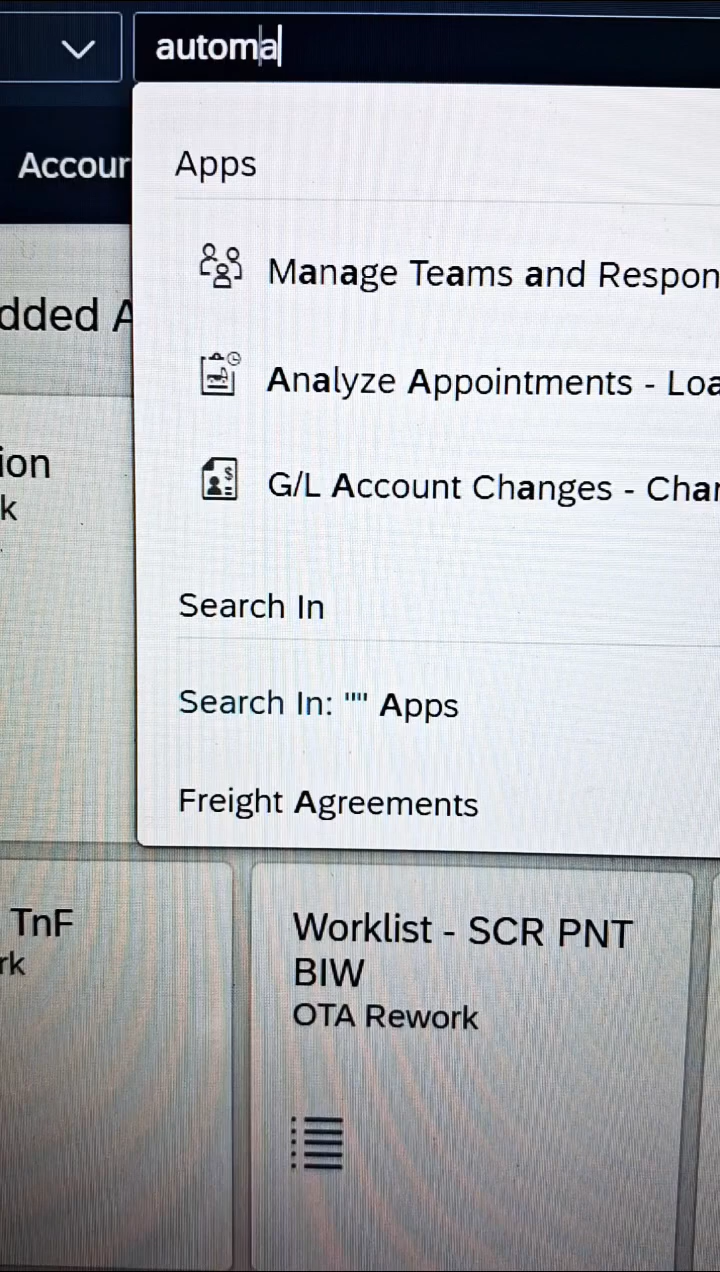 automa
Accour
Apps
Manage Teams and Respon
dded A
Analyze Appointments - Loa
ion
k
G/L Account Changes - Char
Search In
Search In: "" Apps
Freight Agreements
TnF
rk
Worklist - SCR PNT
BIW
OTA Rework